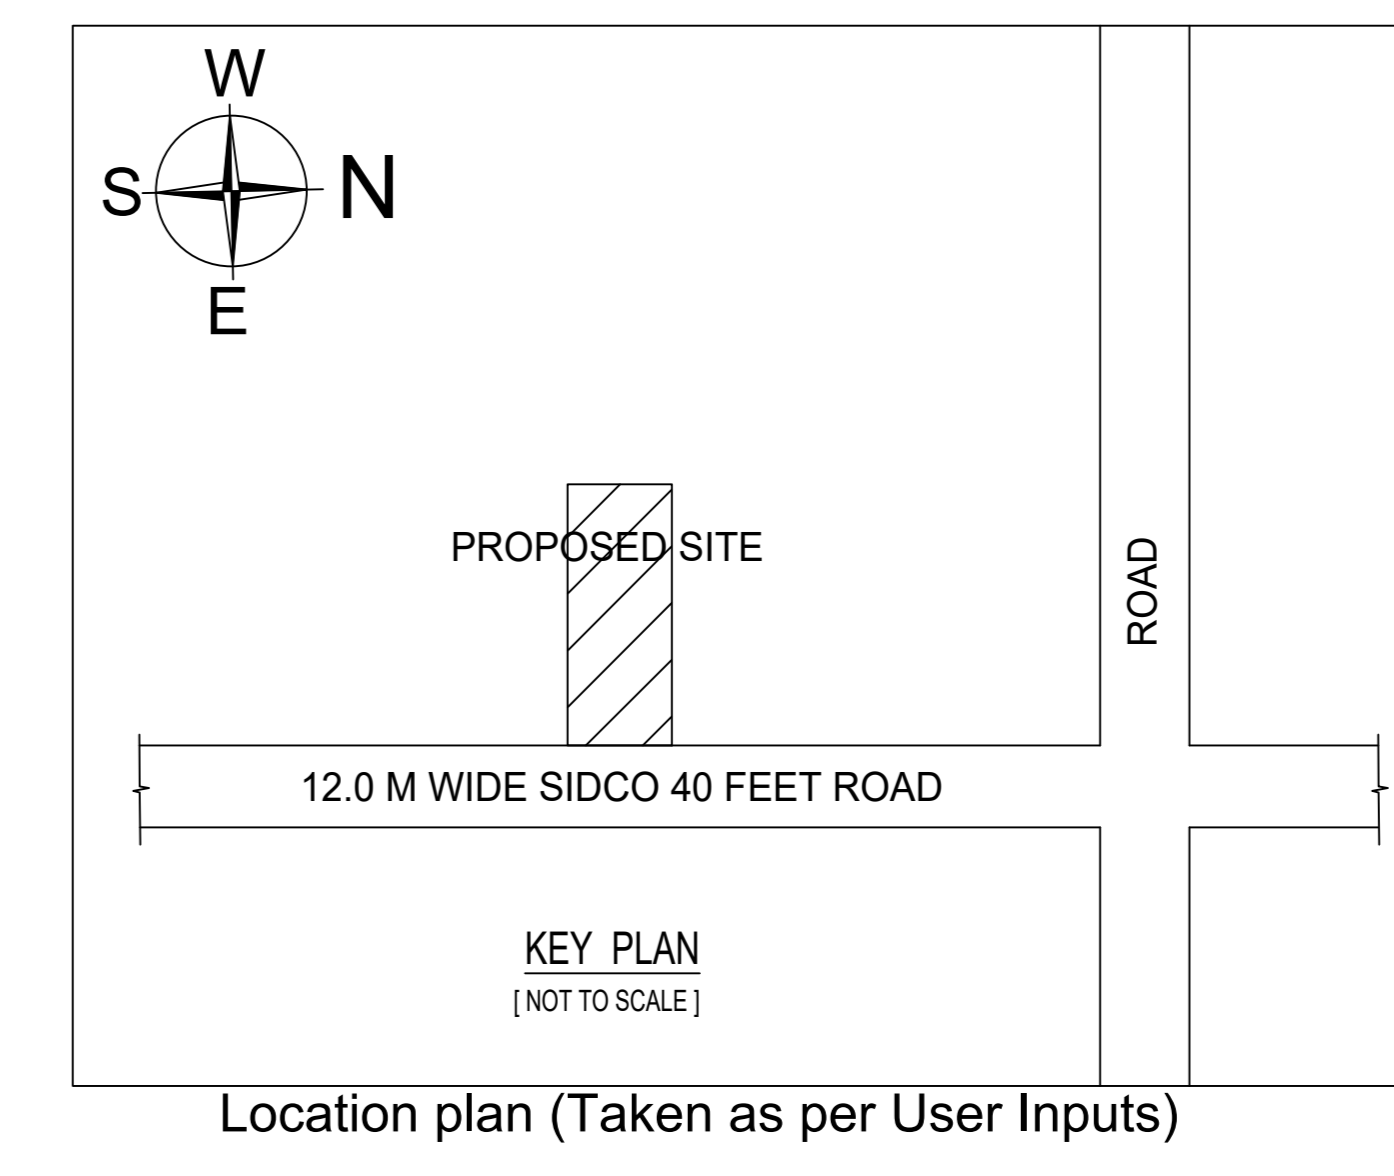 W
S
N
E
PROPOSED SITE
ROAD
12.0 M WIDE SIDCO 40 FEET ROAD
KEY PLAN
[ NOT TO SCALE ]
Location plan (Taken as per User Inputs)